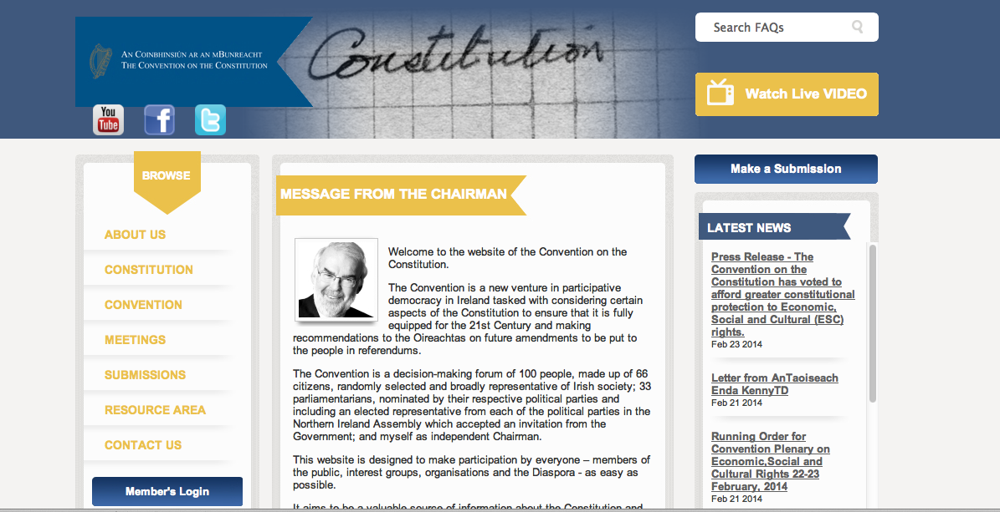 An Coinbhinsiún ar an mBunreacht
The Convention on the Constitution
Constitution
Search FAQs
Watch Live VIDEO
You
Tube
f
t
BROWSE
ABOUT US
CONSTITUTION
CONVENTION
MEETINGS
SUBMISSIONS
RESOURCE AREA
CONTACT US
Member's Login
MESSAGE FROM THE CHAIRMAN
Welcome to the website of the Convention on the
Constitution.
The Convention is a new venture in participative
democracy in Ireland tasked with considering certain
aspects of the Constitution to ensure that it is fully
equipped for the 21st Century and making
recommendations to the Oireachtas on future amendments to be put to
the people in referendums.
The Convention is a decision-making forum of 100 people, made up of 66
citizens, randomly selected and broadly representative of Irish society; 33
parliamentarians, nominated by their respective political parties and
including an elected representative from each of the political parties in the
Northern Ireland Assembly which accepted an invitation from the
Government; and myself as independent Chairman.
This website is designed to make participation by everyone – members of
the public, interest groups, organisations and the Diaspora - as easy as
possible.
It aims to be a valuable source of information about the Constitution and
Make a Submission
LATEST NEWS
Press Release - The
Convention on the
Constitution has voted to
afford greater constitutional
protection to Economic,
Social and Cultural (ESC)
rights.
Feb 23 2014
Letter from AnTaoiseach
Enda KennyTD
Feb 21 2014
Running Order for
Convention Plenary on
Economic,Social and
Cultural Rights 22-23
February, 2014
Feb 21 2014